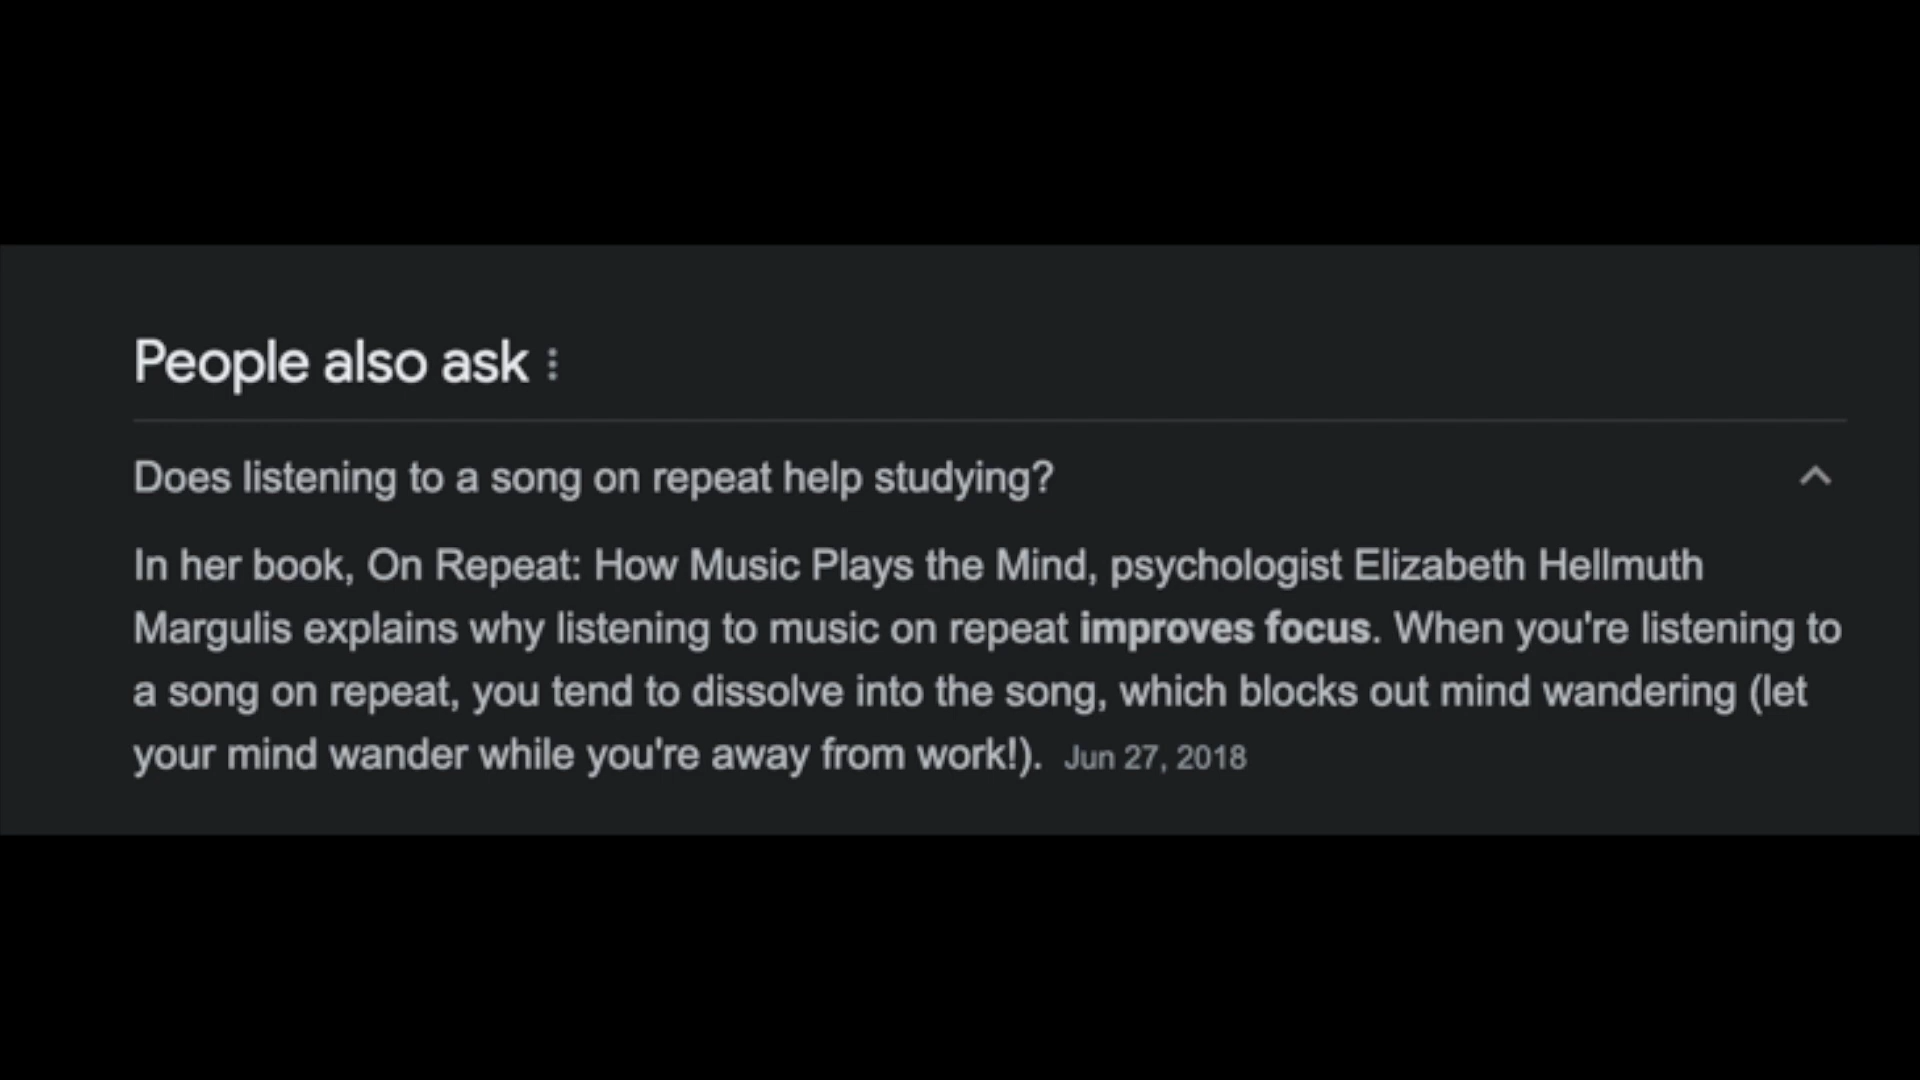 People also ask
Does listening to a song on repeat help studying?
In her book, On Repeat: How Music Plays the Mind, psychologist Elizabeth Hellmuth
Margulis explains why listening to music on repeat improves focus. When you're listening to
a song on repeat, you tend to dissolve into the song, which blocks out mind wandering (let
your mind wander while you're away from work!). Jun 27, 2018